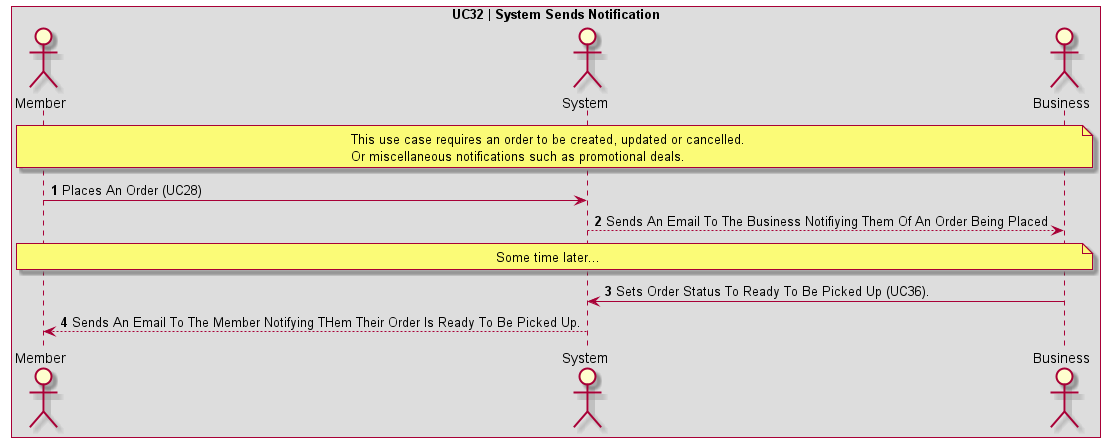 UC32 | System Sends Notification
Member
System
Business
This use case requires an order to be created, updated or cancelled.
Or miscellaneous notifications such as promotional deals.
1 Places An Order (UC28)
2 Sends An Email To The Business Notifiying Them Of An Order Being Placed
Some time later...
3 Sets Order Status To Ready To Be Picked Up (UC36).
4 Sends An Email To The Member Notifying THem Their Order Is Ready To Be Picked Up.
Member
System
Business